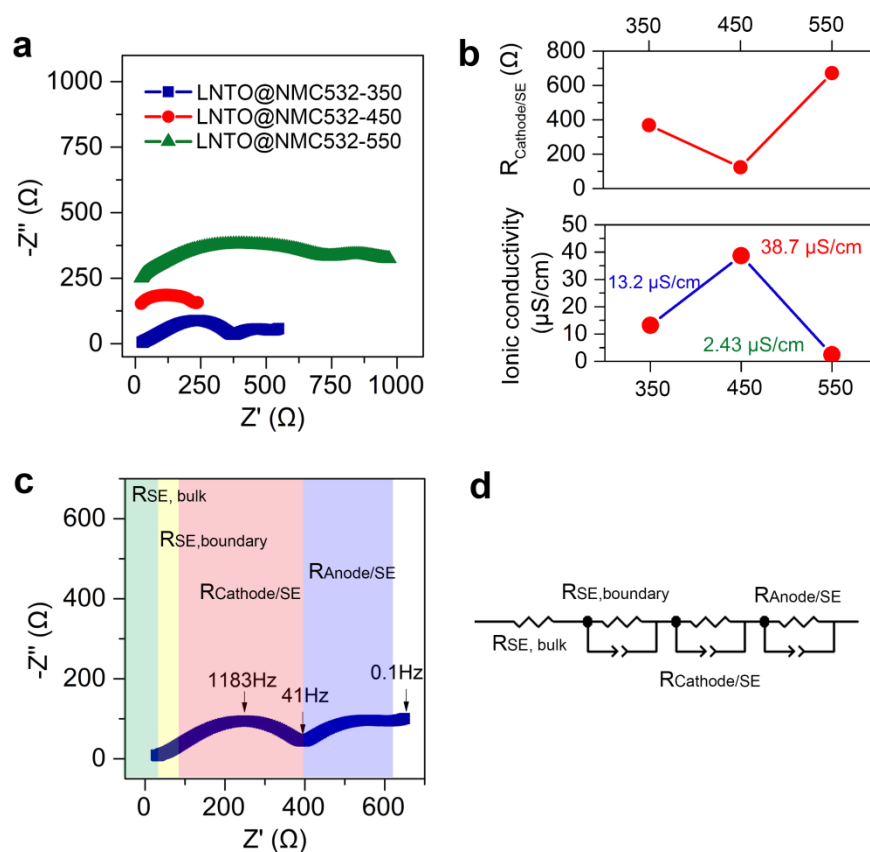 a
1000
750
500
250
0
-Z'' (Ω)
LNTO@NMC532-350
LNTO@NMC532-450
LNTO@NMC532-550
0 250 500 750 1000
Z' (Ω)
b
350 450 550
800
600
400
200
0
R Cathode/SE (Ω)
50
40
30
20
10
0
Ionic conductivity
(µS/cm)
38.7 µS/cm
13.2 µS/cm
2.43 µS/cm
350 450 550
c
600
400
200
0
-Z'' (Ω)
RSE, bulk
RSE,boundary
RAnode/SE
RCathode/SE
1183Hz
41Hz
0.1Hz
0 200 400 600
Z' (Ω)
d
RSE,boundary
RAnode/SE
RSE, bulk
RCathode/SE